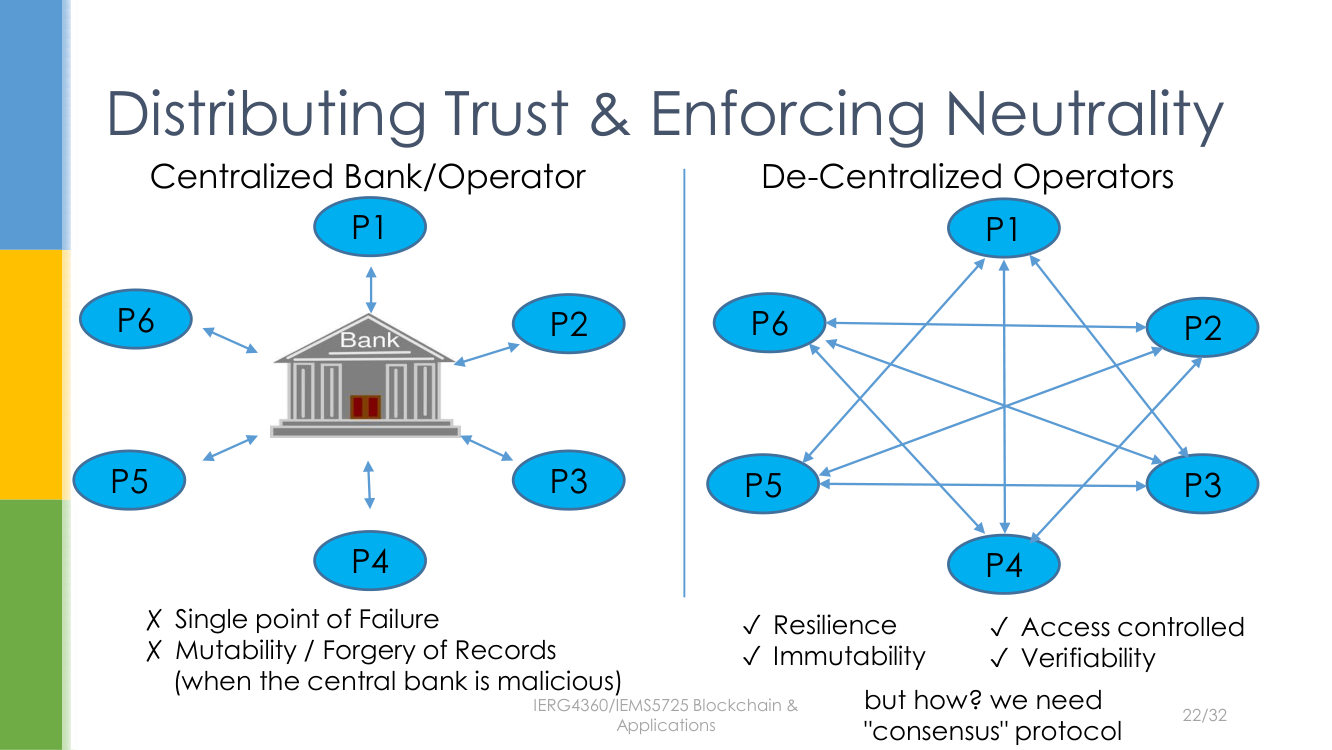 Distributing Trust & Enforcing Neutrality
Centralized Bank/Operator
P1
P6
Bank
P2
P5
P3
P4
✗ Single point of Failure
✗ Mutability / Forgery of Records
(when the central bank is malicious)
De-Centralized Operators
P1
P6
P2
P5
P3
P4
✓ Resilience
✓ Immutability
✓ Access controlled
✓ Verifiability
but how? we need
"consensus" protocol
IERG4360/IEMS5725 Blockchain &
Applications
22/32